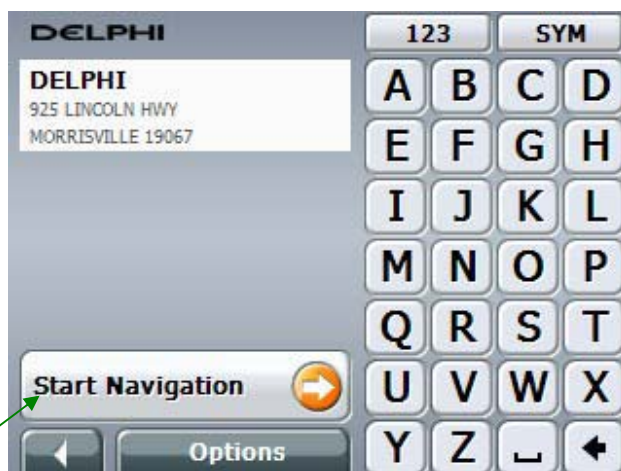 DELPHI
DELPHI
925 LINCOLN HWY
MORRISVILLE 19067
Start Navigation
Options
123 SYM
A B C D
E F G H
I J K L
M N O P
Q R S T
U V W X
Y Z